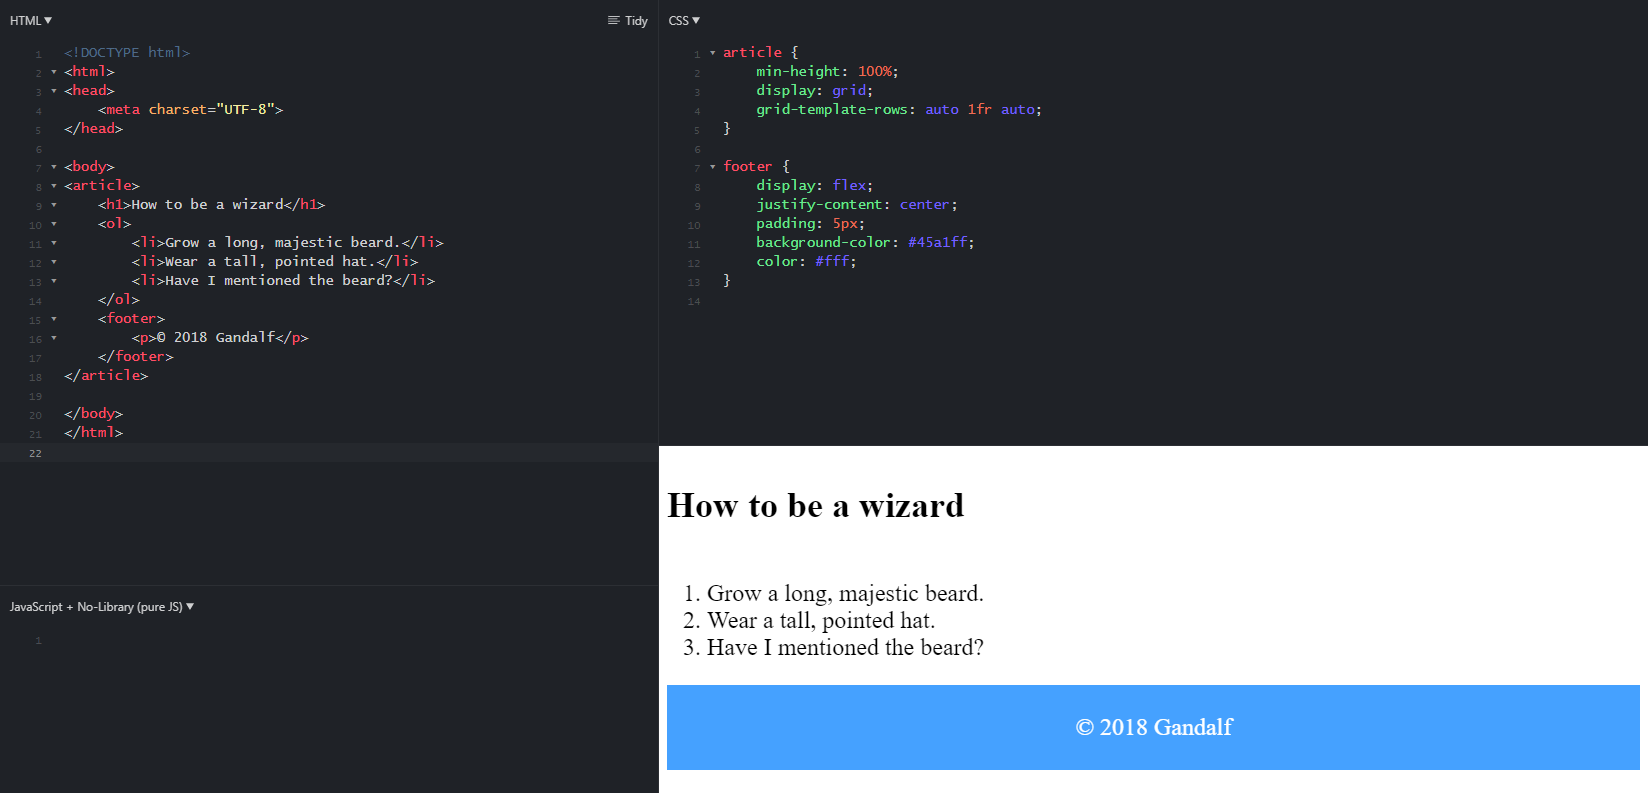 HTML ▼
Tidy
1 <!DOCTYPE html>
2 <html>
3 <head>
4     <meta charset="UTF-8">
5 </head>
6
7 <body>
8 <article>
9     <h1>How to be a wizard</h1>
10     <ol>
11         <li>Grow a long, majestic beard.</li>
12         <li>Wear a tall, pointed hat.</li>
13         <li>Have I mentioned the beard?</li>
14     </ol>
15     <footer>
16         <p>© 2018 Gandalf</p>
17     </footer>
18 </article>
19
20 </body>
21 </html>
22
JavaScript + No-Library (pure JS) ▼
1
CSS ▼
1 article {
2     min-height: 100%;
3     display: grid;
4     grid-template-rows: auto 1fr auto;
5 }
6
7 footer {
8     display: flex;
9     justify-content: center;
10     padding: 5px;
11     background-color: #45a1ff;
12     color: #fff;
13 }
14
How to be a wizard
1. Grow a long, majestic beard.
2. Wear a tall, pointed hat.
3. Have I mentioned the beard?
© 2018 Gandalf